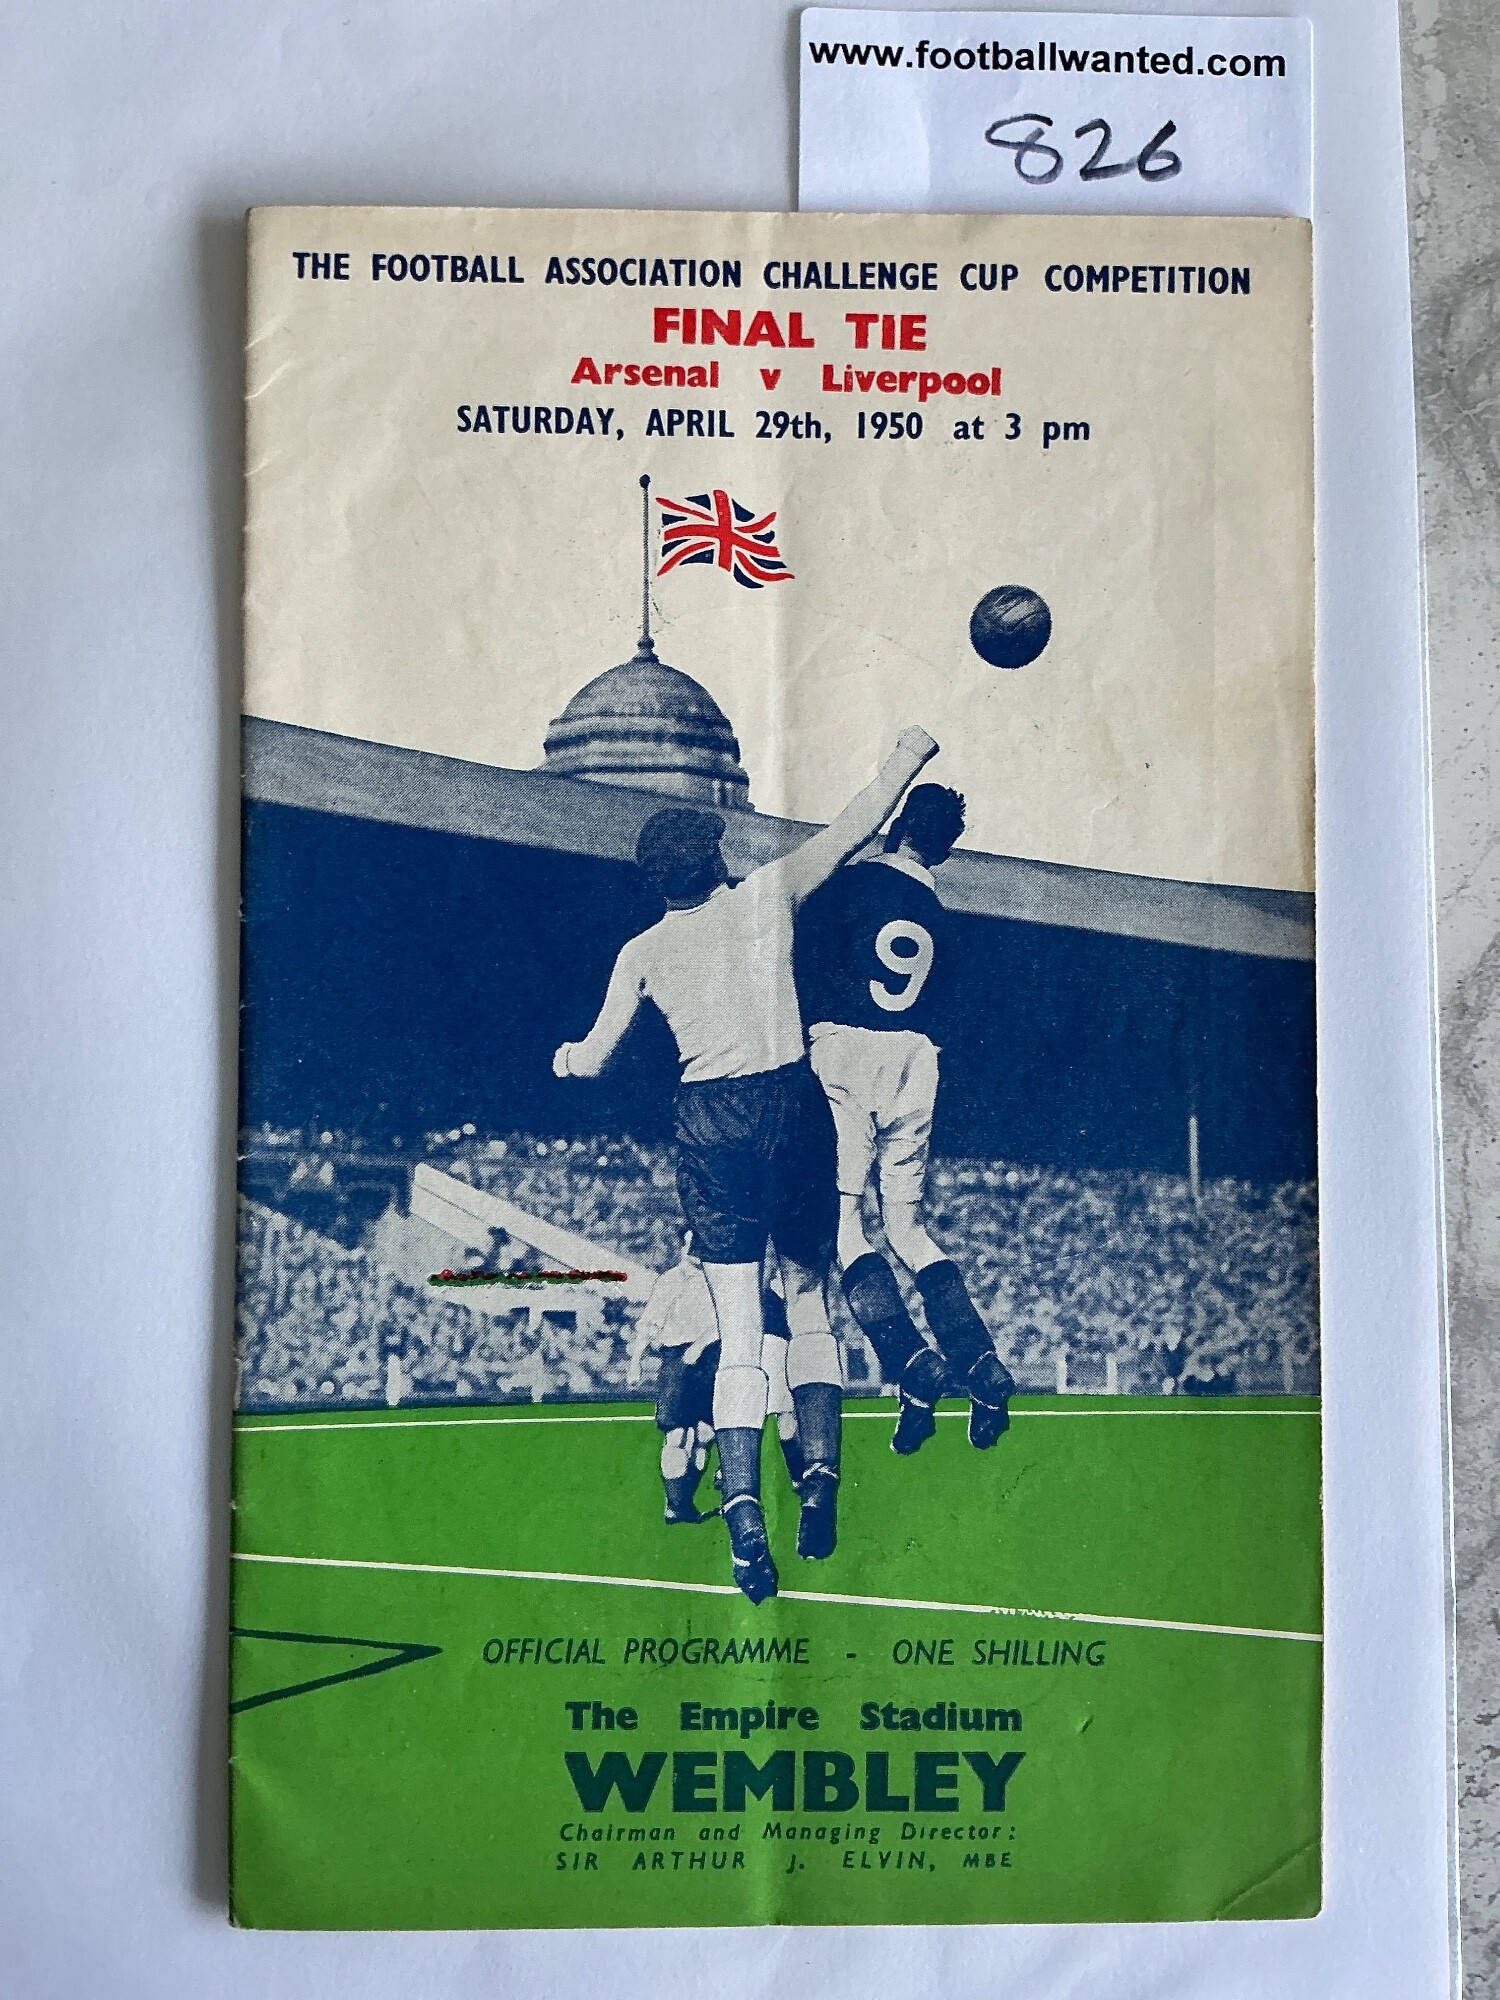 www.footballwanted.com
826
THE FOOTBALL ASSOCIATION CHALLENGE CUP COMPETITION
FINAL TIE
Arsenal v Liverpool
SATURDAY, APRIL 29th, 1950 at 3 pm
9
OFFICIAL PROGRAMME - ONE SHILLING
The Empire Stadium
WEMBLEY
Chairman and Managing Director:
SIR ARTHUR J. ELVIN, MBE